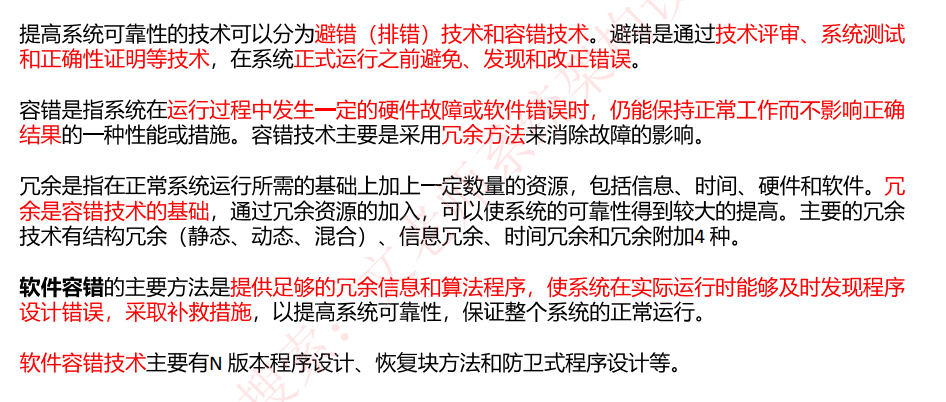 提高系统可靠性的技术可以分为避错（排错）技术和容错技术。避错是通过技术评审、系统测试
和正确性证明等技术，在系统正式运行之前避免、发现和改正错误。
容错是指系统在运行过程中发生一定的硬件故障或软件错误时，仍能保持正常工作而不影响正确
结果的一种性能或措施。容错技术主要是采用冗余方法来消除故障的影响。
冗余是指在正常系统运行所需的基础上加上一定数量的资源，包括信息、时间、硬件和软件。冗
余是容错技术的基础，通过冗余资源的加入，可以使系统的可靠性得到较大的提高。主要的冗余
技术有结构冗余（静态、动态、混合）、信息冗余、时间冗余和冗余附加4 种。
软件容错的主要方法是提供足够的冗余信息和算法程序，使系统在实际运行时能够及时发现程序
设计错误，采取补救措施，以提高系统可靠性，保证整个系统的正常运行。
软件容错技术主要有N 版本程序设计、恢复块方法和防卫式程序设计等。
搜索：文老师系统架构设